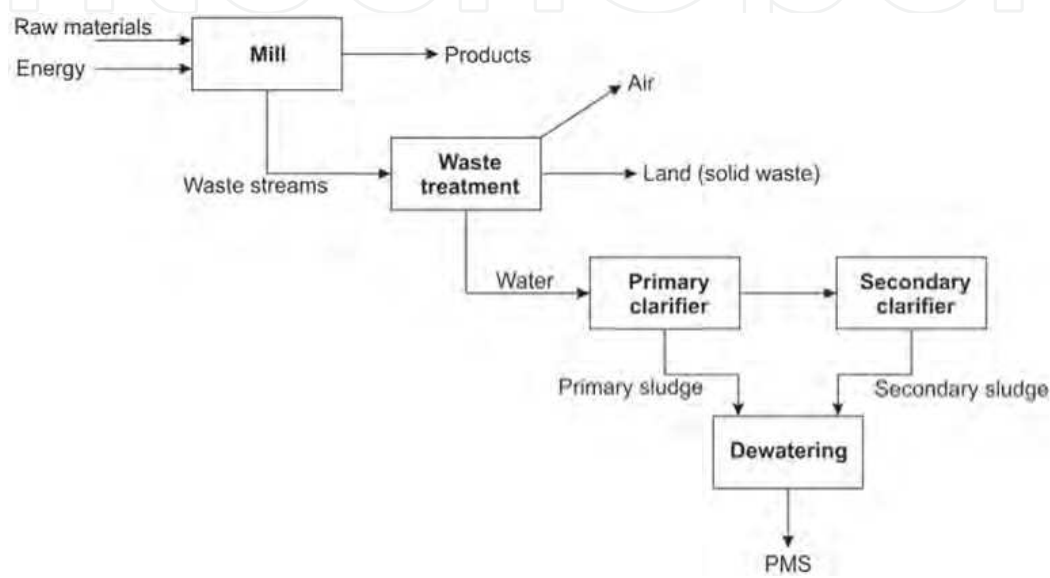 Raw materials
Energy
Mill
Products
Air
Waste
treatment
Land (solid waste)
Waste streams
Water
Primary
clarifier
Secondary
clarifier
Primary sludge
Secondary sludge
Dewatering
PMS